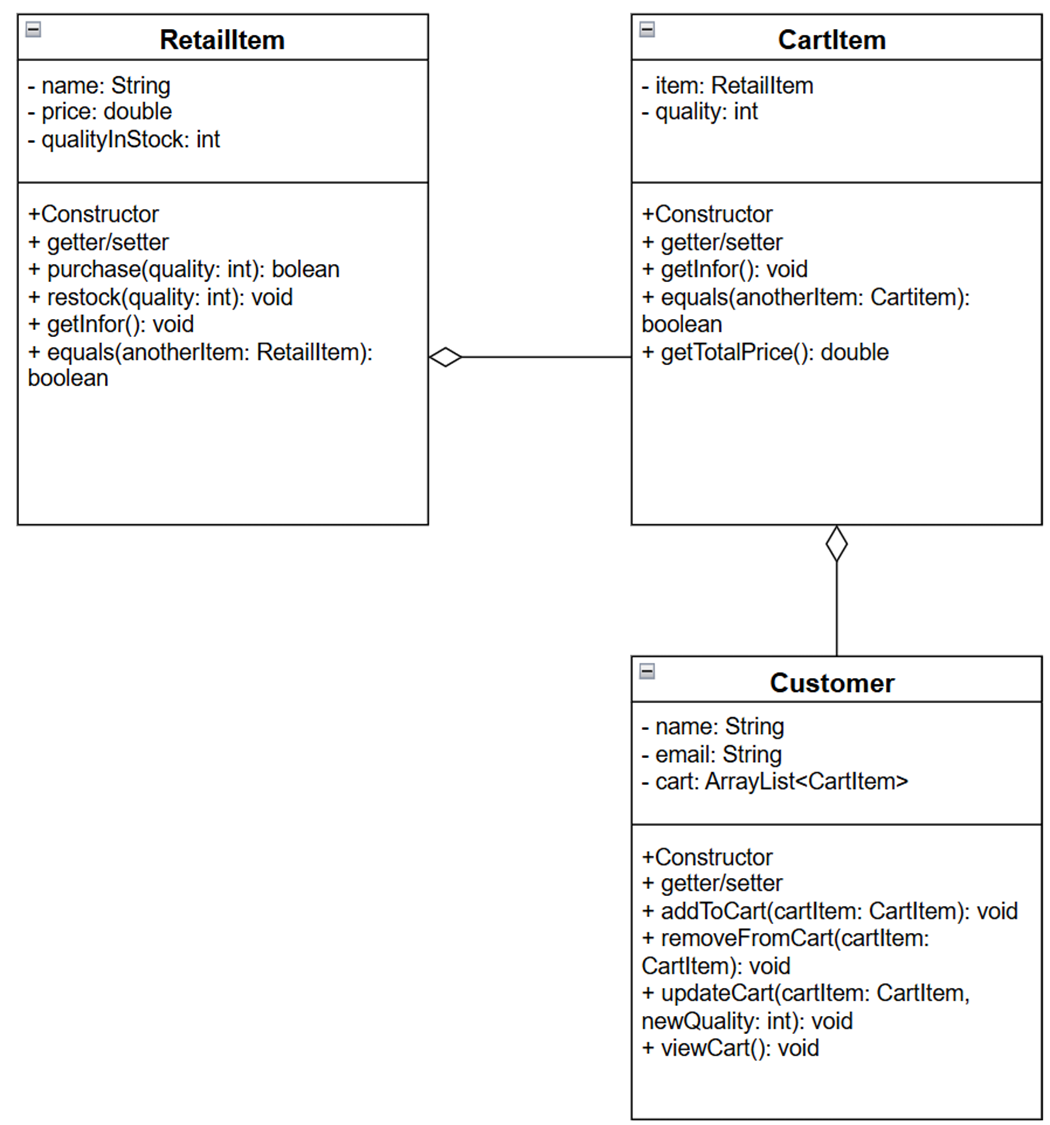 RetailItem
- name: String
- price: double
- qualityInStock: int
+Constructor
+ getter/setter
+ purchase(quality: int): bolean
+ restock(quality: int): void
+ getInfor(): void
+ equals(anotherItem: RetailItem):
boolean
CartItem
- item: RetailItem
- quality: int
+Constructor
+ getter/setter
+ getInfor(): void
+ equals(anotherItem: Cartitem):
boolean
+ getTotalPrice(): double
Customer
- name: String
- email: String
- cart: ArrayList<CartItem>
+Constructor
+ getter/setter
+ addToCart(cartItem: CartItem): void
+ removeFromCart(cartItem:
CartItem): void
+ updateCart(cartItem: CartItem,
newQuality: int): void
+ viewCart(): void